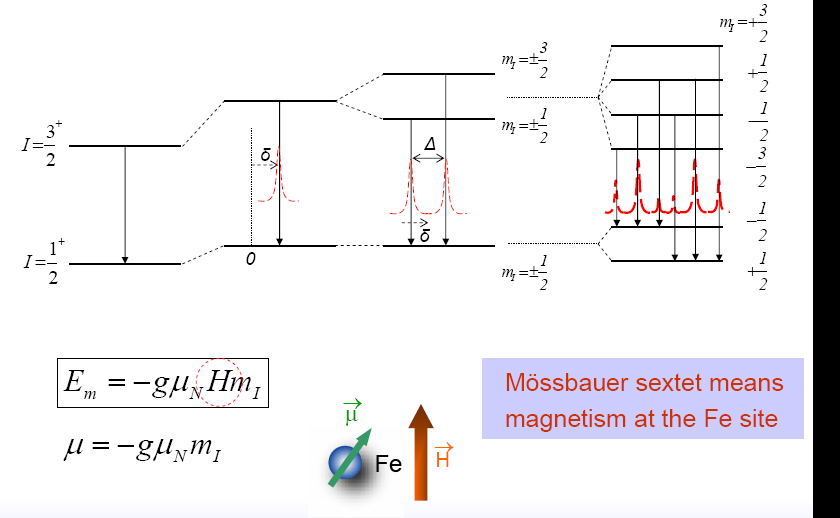 m_I=+3/2
+1/2
-1/2
-3/2
-1/2
+1/2
m_I=±3/2
m_I=±1/2
m_I=±1/2
I=3⁺/2
I=1⁺/2
δ
0
Δ
δ
E_m = -gμ_N Hm_I
μ = -gμ_N m_I
μ⃗
Fe
H⃗
Mössbauer sextet means
magnetism at the Fe site